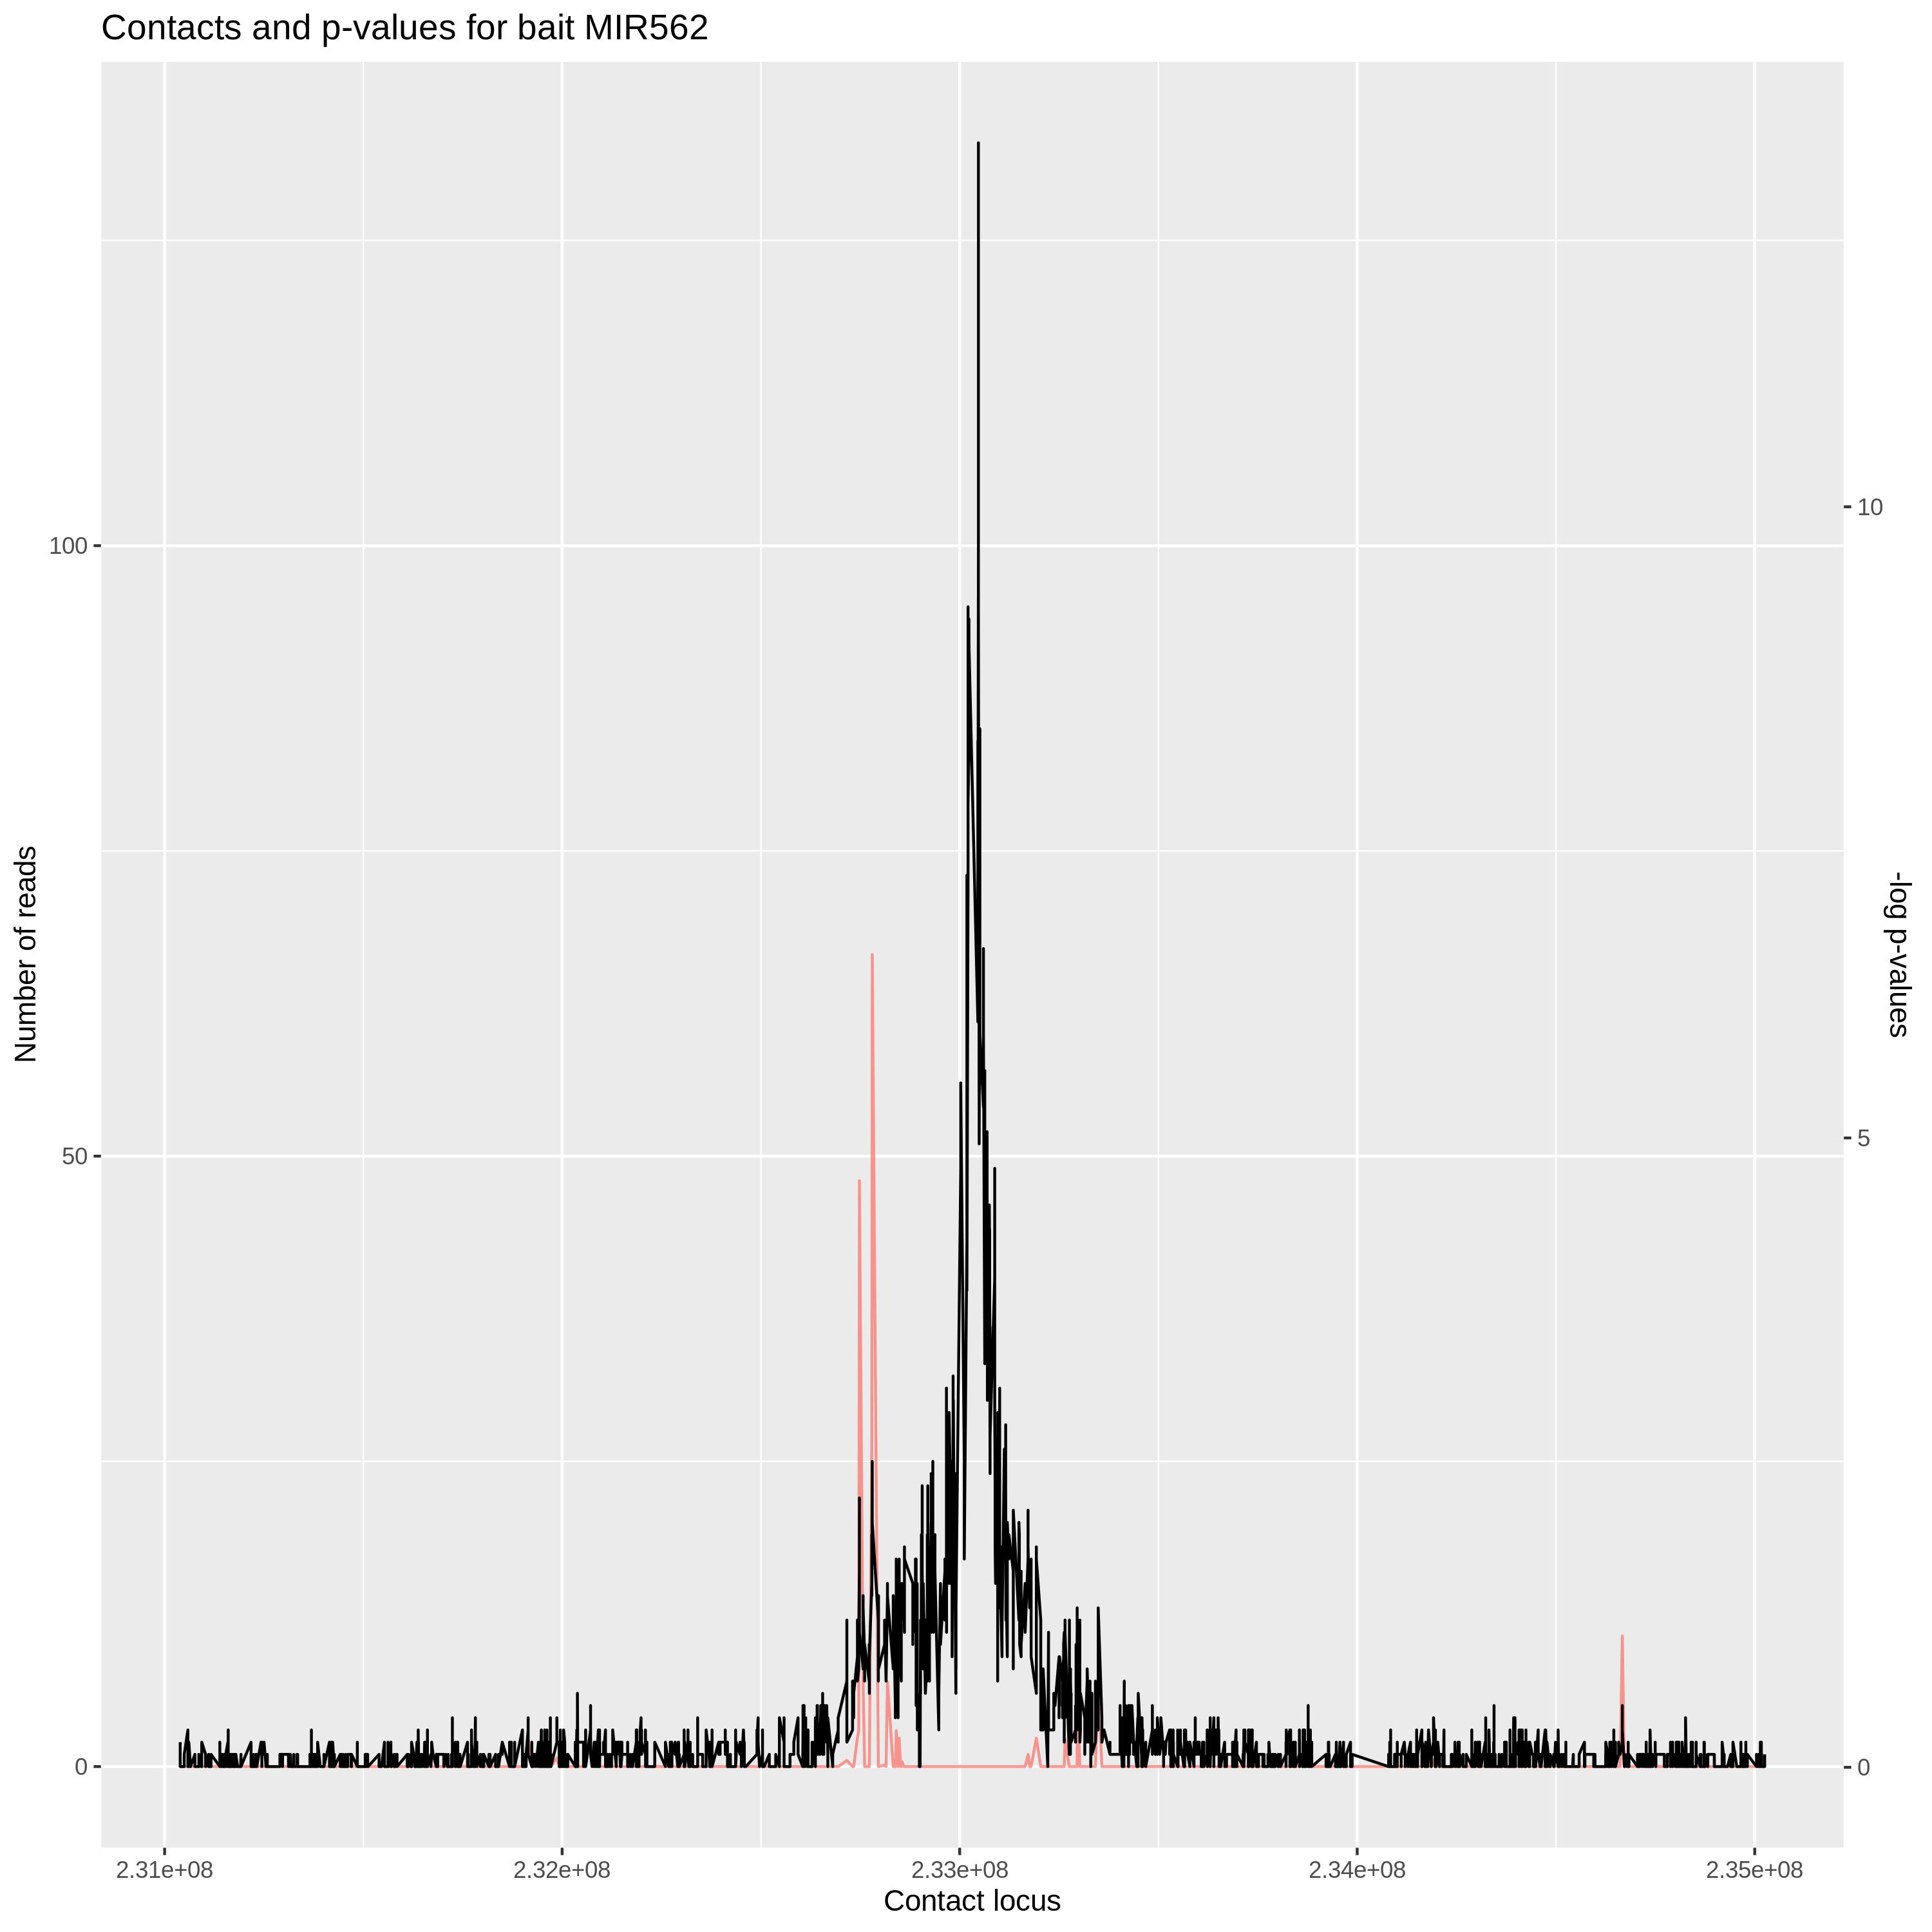 Contacts and p-values for bait MIR562
Number of reads
100
50
0
10
5
0
-log p-values
2.31e+08
2.32e+08
2.33e+08
2.34e+08
2.35e+08
Contact locus